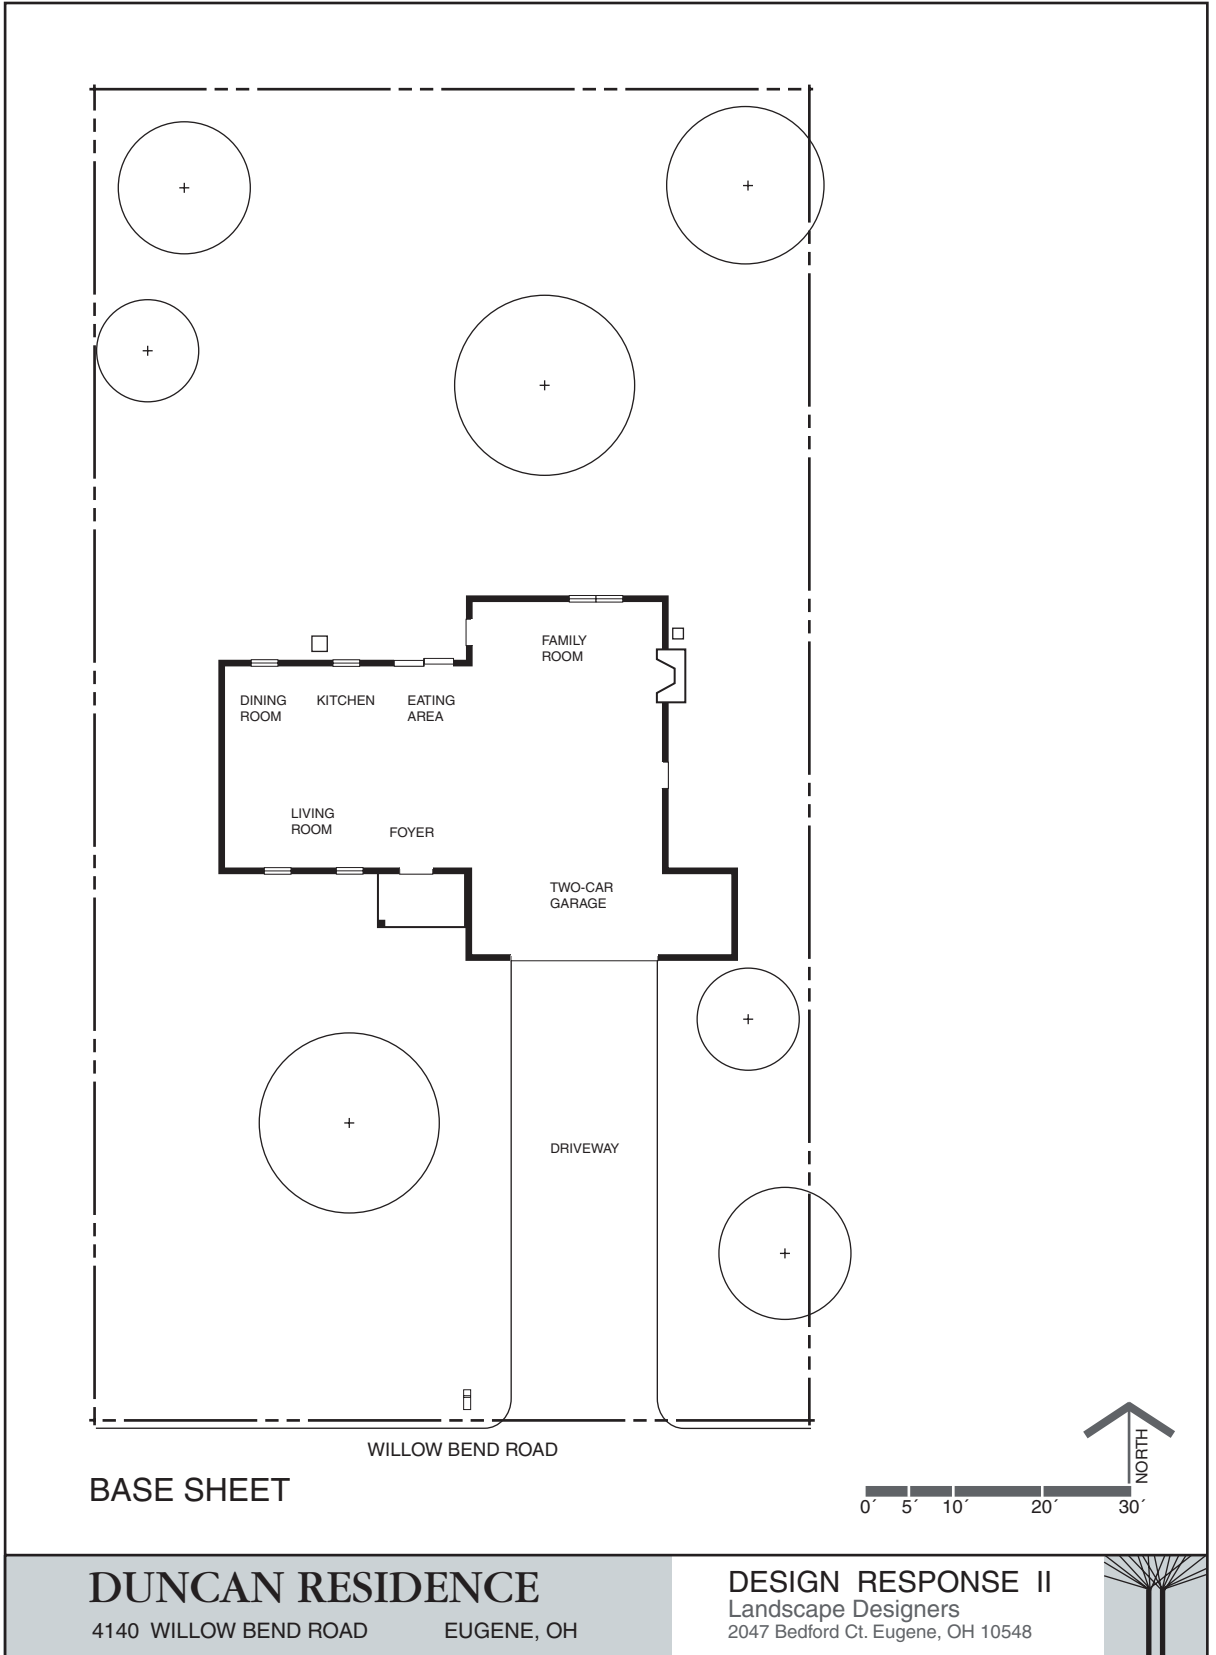 FAMILY
ROOM
DINING
ROOM
KITCHEN
EATING
AREA
LIVING
ROOM
FOYER
TWO-CAR
GARAGE
DRIVEWAY
WILLOW BEND ROAD
NORTH
BASE SHEET
0´ 5´ 10´ 20´ 30´
DUNCAN RESIDENCE
4140 WILLOW BEND ROAD EUGENE, OH
DESIGN RESPONSE II
Landscape Designers
2047 Bedford Ct. Eugene, OH 10548